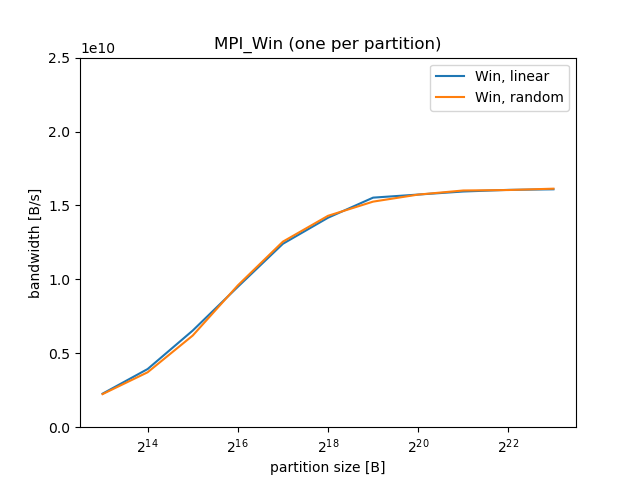 MPI_Win (one per partition)
1e10
2.5
2.0
1.5
1.0
0.5
0.0
bandwidth [B/s]
Win, linear
Win, random
2^14 2^16 2^18 2^20 2^22
partition size [B]